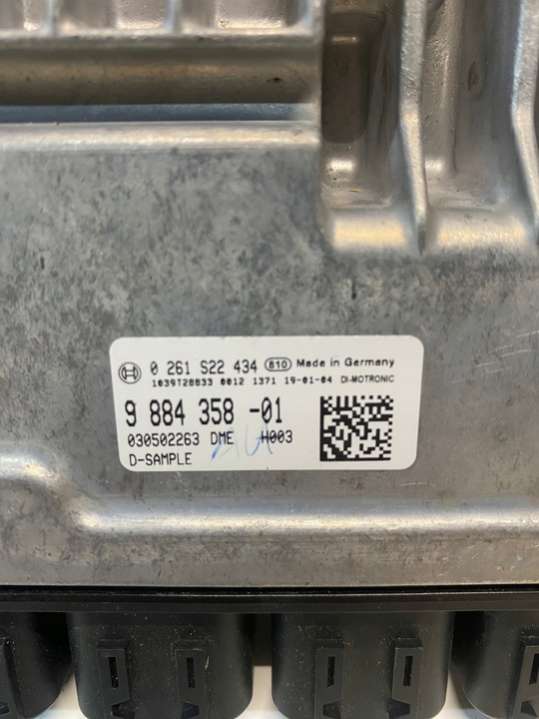 0 261 S22 434 810 Made in Germany
1039T28833 0012 1371 19-01-04 DI-MOTRONIC
9 884 358 -01
030502263 DME H003
D-SAMPLE